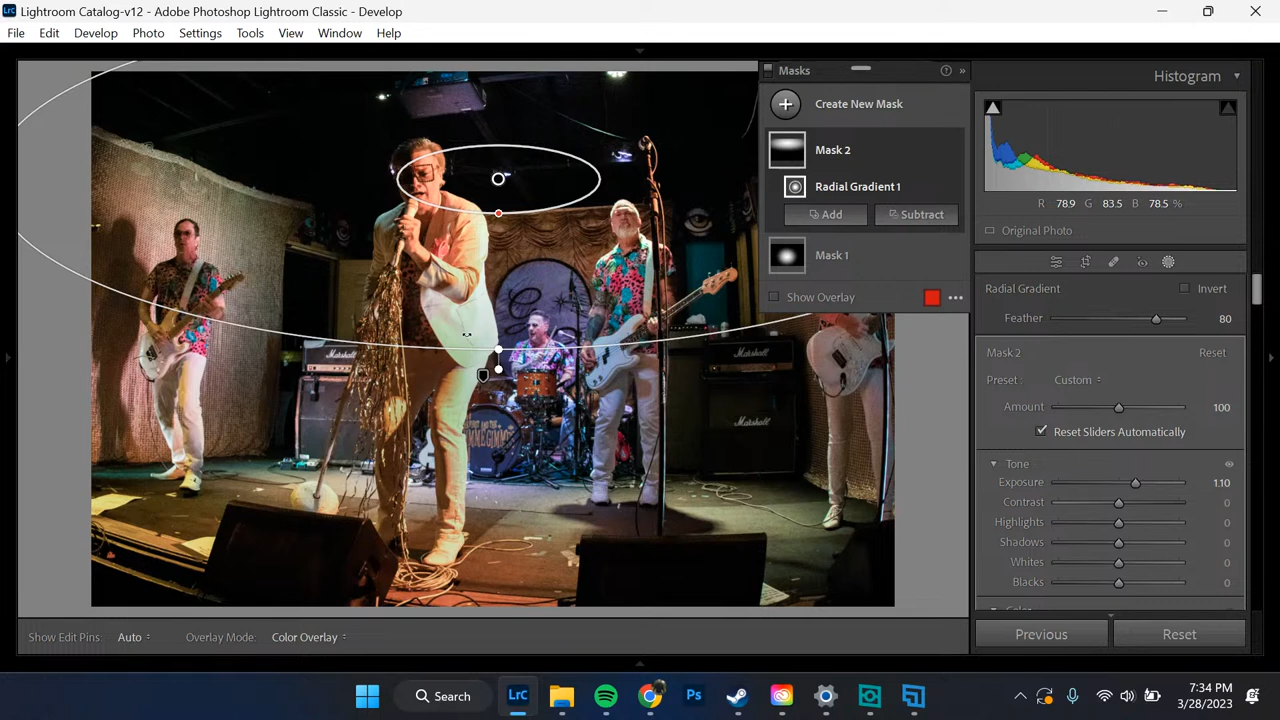 Lightroom Catalog-v12 - Adobe Photoshop Lightroom Classic - Develop
File Edit Develop Photo Settings Tools View Window Help
Masks
Create New Mask
Mask 2
Radial Gradient 1
Add Subtract
Mask 1
Show Overlay
Histogram
R 78.9 G 83.5 B 78.5 %
Original Photo
Radial Gradient Invert
Feather 80
Mask 2 Reset
Preset : Custom
Amount 100
Reset Sliders Automatically
Tone
Exposure 1.10
Contrast 0
Highlights 0
Shadows 0
Whites 0
Blacks 0
Marshall
Marshall
Marshall
Show Edit Pins: Auto Overlay Mode: Color Overlay
Previous Reset
LrC Search LrC Ps
7:34 PM
3/28/2023